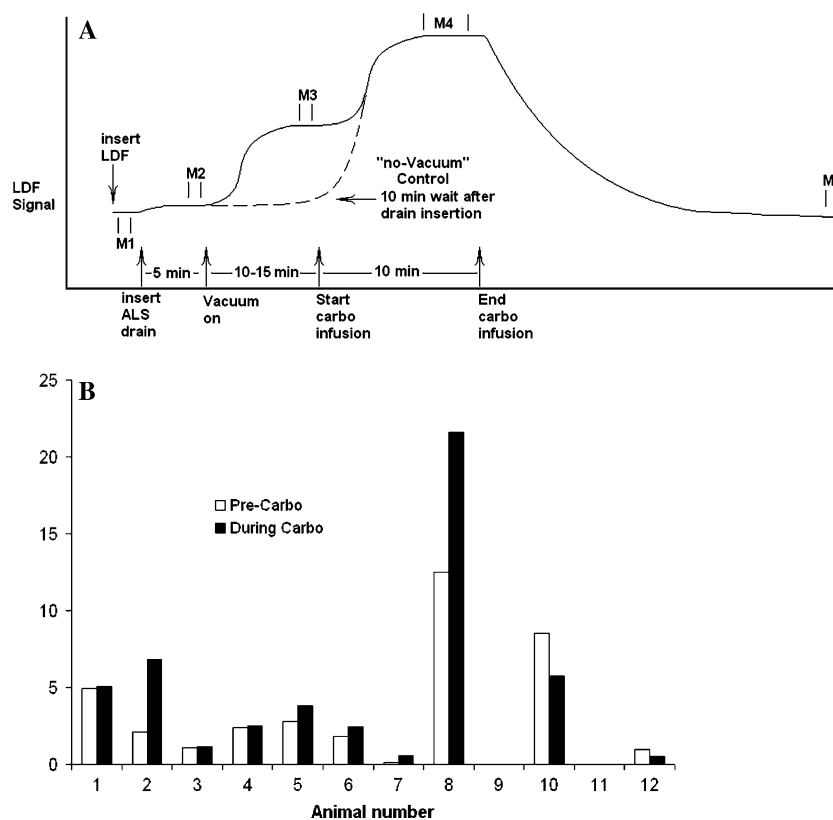 A
M4
M3
insert
LDF
M2
"no-Vacuum"
Control
10 min wait after
drain insertion
LDF
Signal
M
M1
5 min
10-15 min
10 min
insert
ALS
drain
Vacuum
on
Start
carbo
infusion
End
carbo
infusion
B
25
20
15
10
5
0
Pre-Carbo
During Carbo
1 2 3 4 5 6 7 8 9 10 11 12
Animal number